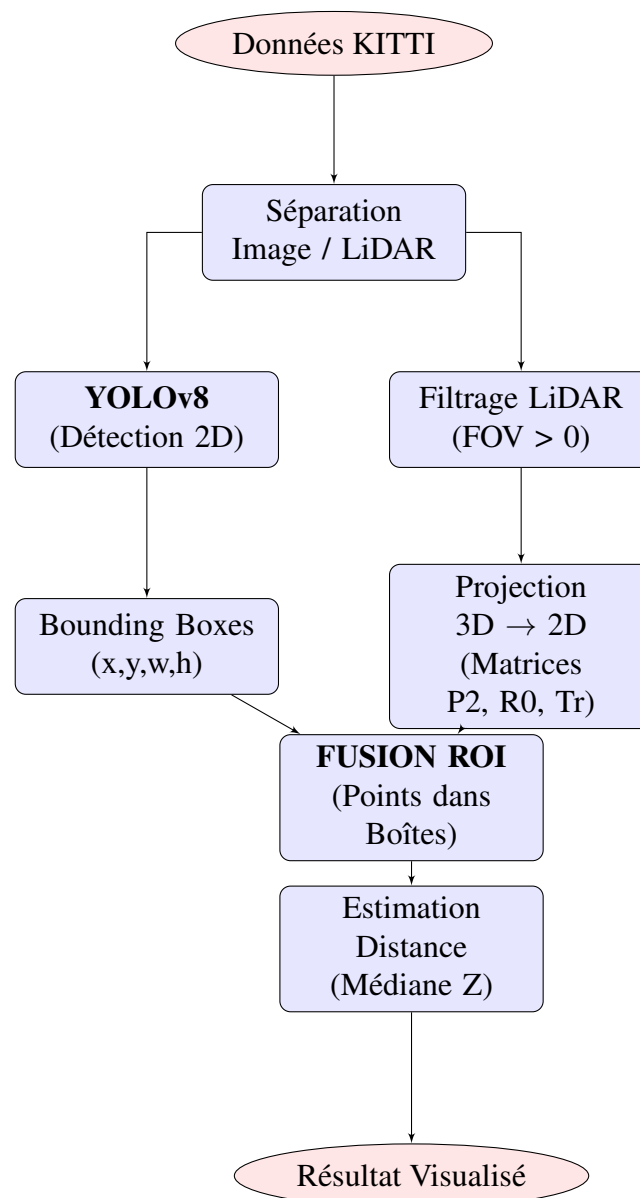 Données KITTI
Séparation
Image / LiDAR
YOLOv8
(Détection 2D)
Filtrage LiDAR
(FOV > 0)
Bounding Boxes
(x,y,w,h)
Projection
3D → 2D
(Matrices
P2, R0, Tr)
FUSION ROI
(Points dans
Boîtes)
Estimation
Distance
(Médiane Z)
Résultat Visualisé